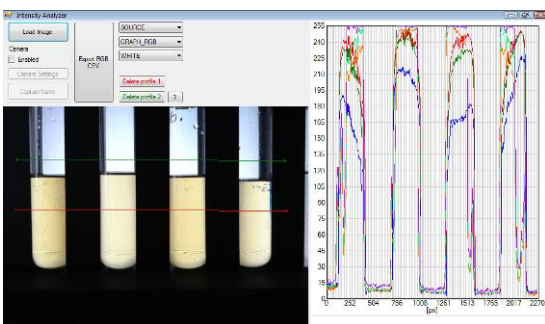 Intensity Analyzer
Load Image
Camera
Enabled
Camera Settings
Capture frame
Export RGB
CSV
SOURCE
GRAPH_RGB
WHITE
Delete profile 1
Delete profile 2
?
255
240
225
210
195
180
165
150
135
120
105
90
75
60
45
30
15
0
0 252 504 756 1008 1261 1513 1765 2017 2270
[px]